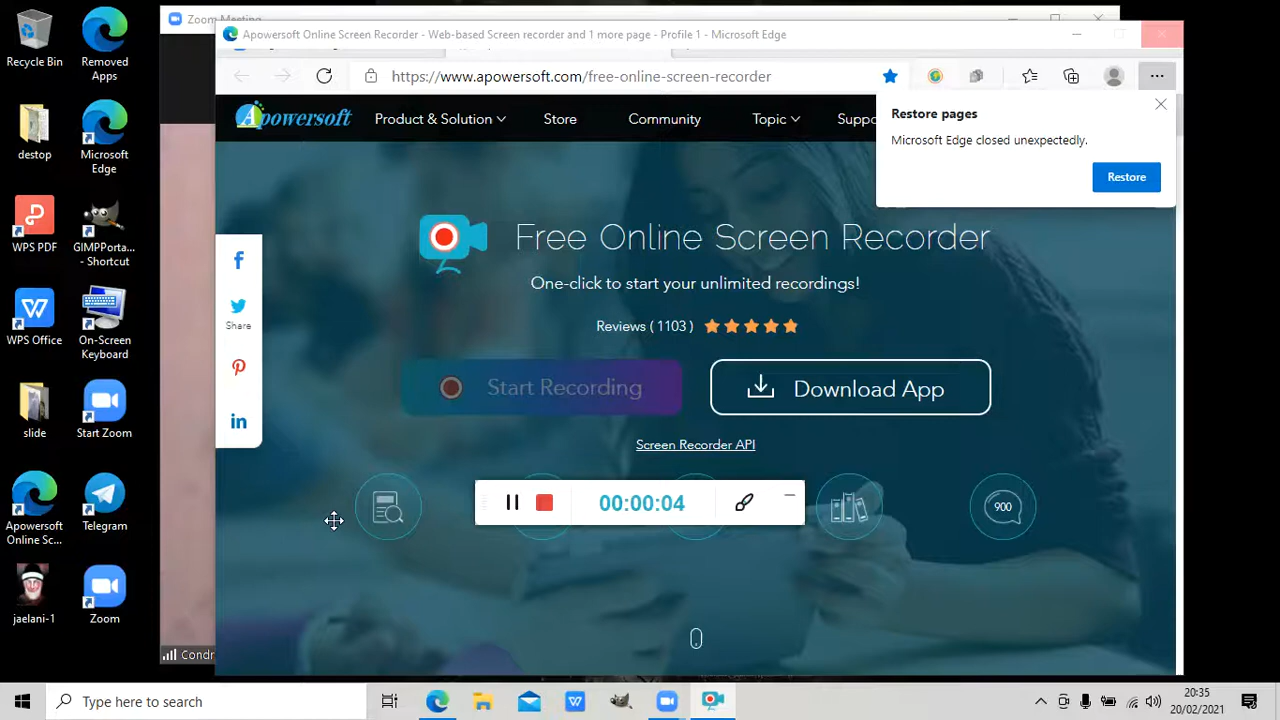 Zoom Meeting
Apowersoft Online Screen Recorder - Web-based Screen recorder and 1 more page - Profile 1 - Microsoft Edge
https://www.apowersoft.com/free-online-screen-recorder
Apowersoft
Product & Solution
Store
Community
Topic
Suppo
Restore pages
Microsoft Edge closed unexpectedly.
Restore
Free Online Screen Recorder
One-click to start your unlimited recordings!
Reviews ( 1103 )
Share
Start Recording
Download App
Screen Recorder API
00:00:04
900
Recycle Bin
Removed Apps
destop
Microsoft Edge
WPS PDF
GIMPPorta... - Shortcut
WPS Office
On-Screen Keyboard
slide
Start Zoom
Apowersoft Online Sc...
Telegram
jaelani-1
Zoom
Condr
Type here to search
20:35
20/02/2021